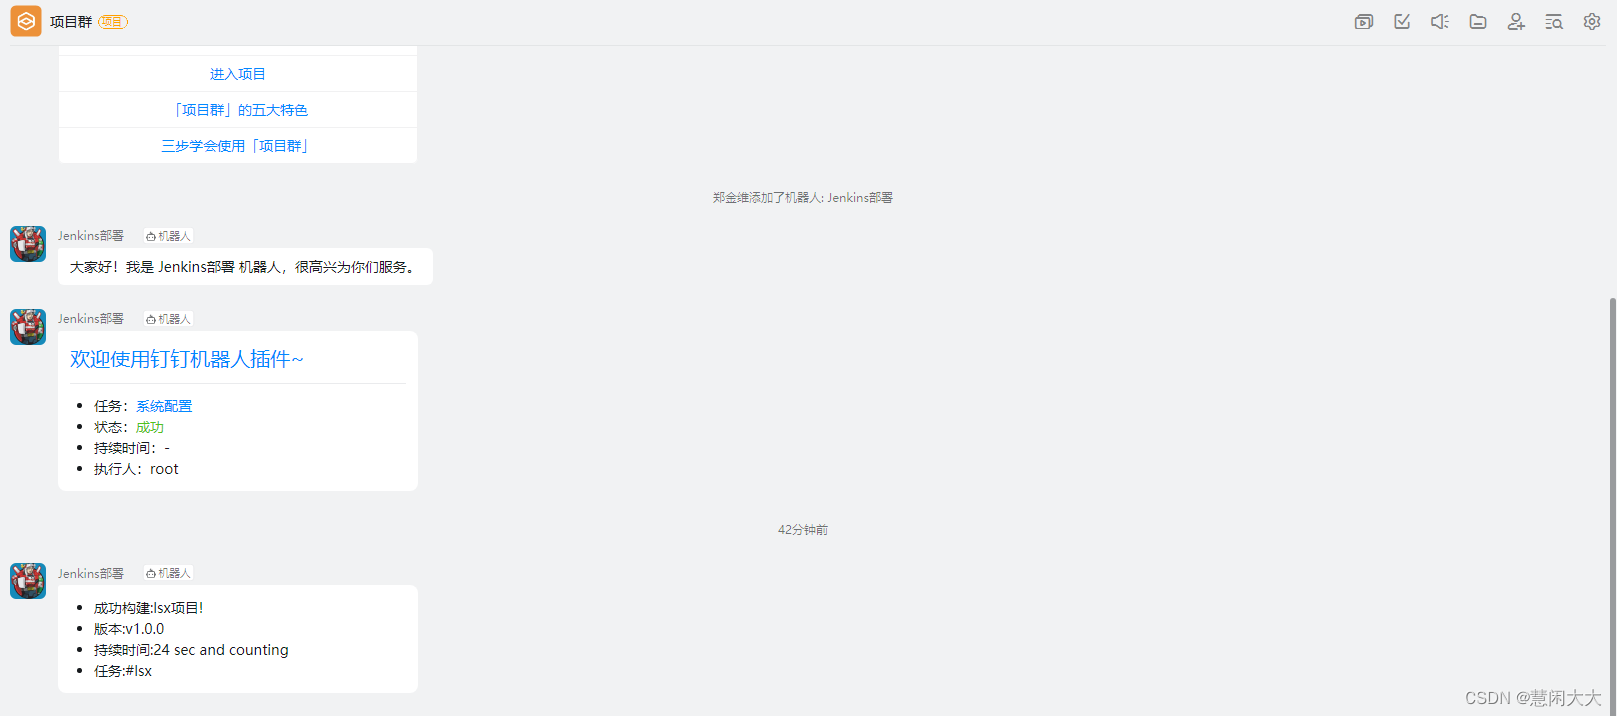 项目群 项目
进入项目
「项目群」的五大特色
三步学会使用「项目群」
郑金维添加了机器人: Jenkins部署
Jenkins部署 机器人
大家好！我是 Jenkins部署 机器人，很高兴为你们服务。
Jenkins部署 机器人
欢迎使用钉钉机器人插件~
任务：系统配置
状态：成功
持续时间：-
执行人：root
42分钟前
Jenkins部署 机器人
成功构建:lsx项目!
版本:v1.0.0
持续时间:24 sec and counting
任务:#lsx
CSDN @慧闲大大